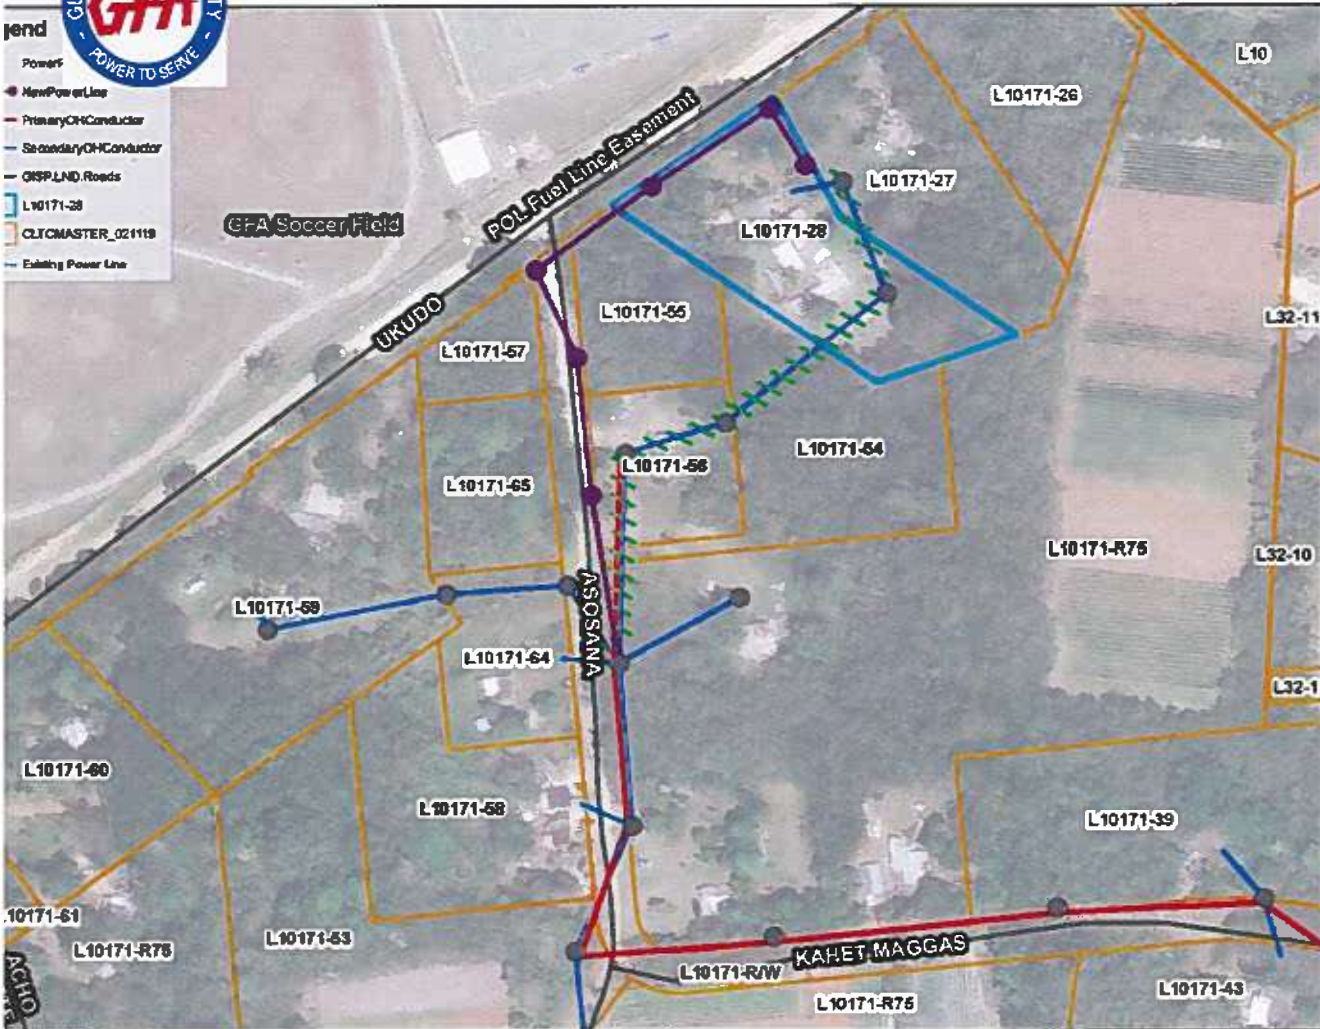 GPA
POWER TO SERVE
NewPowerLine
PrimaryOHConductor
SecondaryOHConductor
GISP.LND.Roads
L10171-28
CLTCMASTER_021119
Existing Power Line
L10
L10171-26
POL Fuel Line Easement
L10171-27
GFA Soccer Field
L10171-28
L10171-55
L32-11
UKUDO
L10171-57
L10171-54
L10171-56
L10171-65
L10171-R75
L32-10
ASOSANA
L10171-59
L10171-64
L32-1
L10171-60
L10171-58
L10171-39
10171-61
L10171-R75
L10171-53
KAHET MAGGAS
L10171-R/W
L10171-43
L10171-R75
ACHO